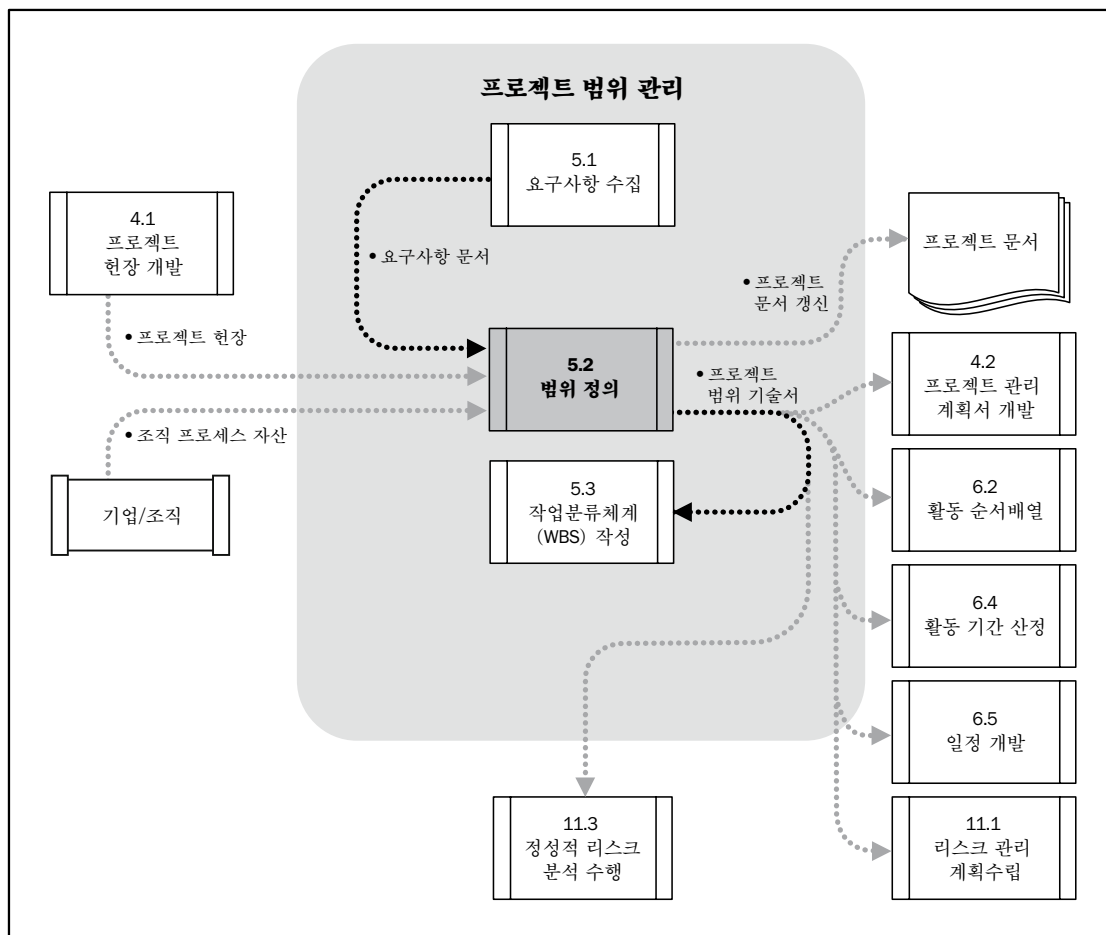 프로젝트 범위 관리
5.1
요구사항 수집
4.1
프로젝트
헌장 개발
• 요구사항 문서
• 프로젝트
문서 갱신
프로젝트 문서
• 프로젝트 헌장
5.2
범위 정의
• 프로젝트
범위 기술서
4.2
프로젝트 관리
계획서 개발
• 조직 프로세스 자산
기업/조직
5.3
작업분류체계
(WBS) 작성
6.2
활동 순서배열
6.4
활동 기간 산정
6.5
일정 개발
11.3
정성적 리스크
분석 수행
11.1
리스크 관리
계획수립